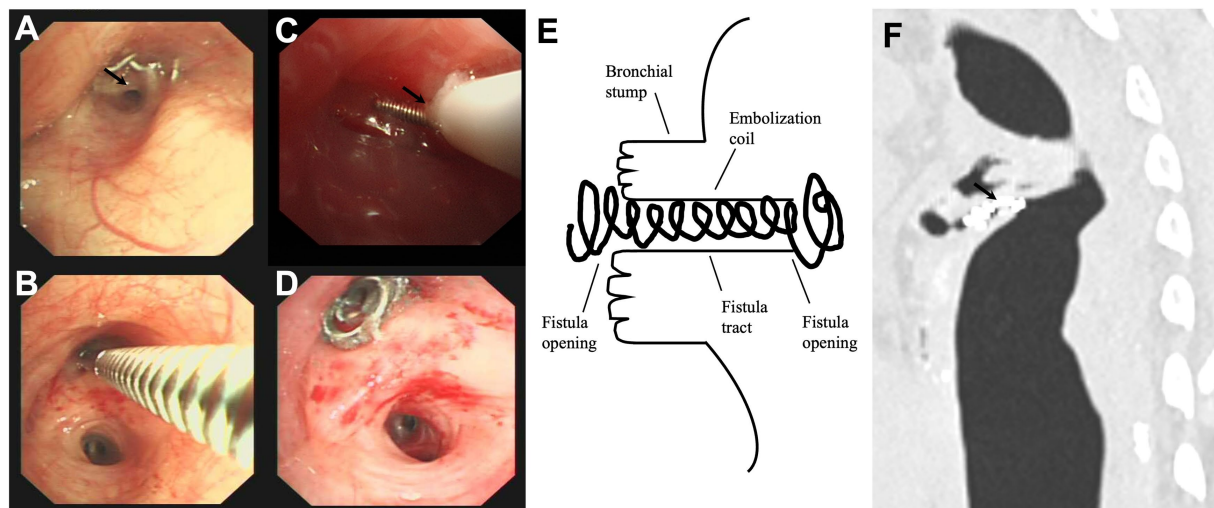 A
C
E
F
Bronchial
stump
Embolization
coil
B
D
Fistula
opening
Fistula
tract
Fistula
opening